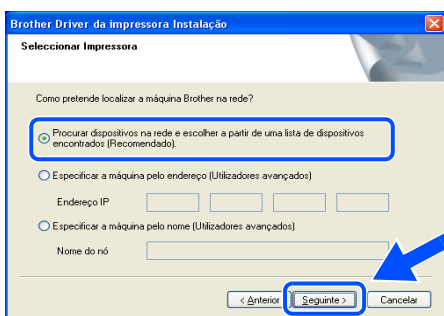 Brother Driver da impressora Instalação
Seleccionar Impressora
Como pretende localizar a máquina Brother na rede?
Procurar dispositivos na rede e escolher a partir de uma lista de dispositivos
encontrados (Recomendado).
Especificar a máquina pelo endereço (Utilizadores avançados)
Endereço IP
Especificar a máquina pelo nome (Utilizadores avançados)
Nome do nó
< Anterior
Seguinte >
Cancelar